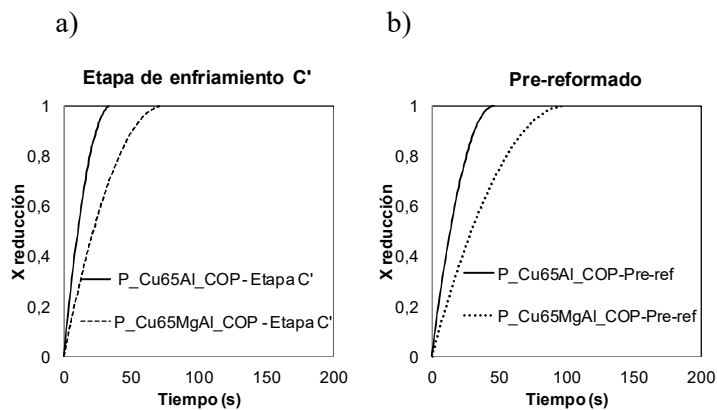 a)
Etapa de enfriamiento C'
1
0,8
0,6
0,4
0,2
0
X reducción
P_Cu65Al_COP - Etapa C'
P_Cu65MgAl_COP - Etapa C'
0 50 100 150 200
Tiempo (s)
b)
Pre-reformado
1
0,8
0,6
0,4
0,2
0
X reducción
P_Cu65Al_COP-Pre-ref
P_Cu65MgAl_COP-Pre-ref
0 50 100 150 200
Tiempo (s)